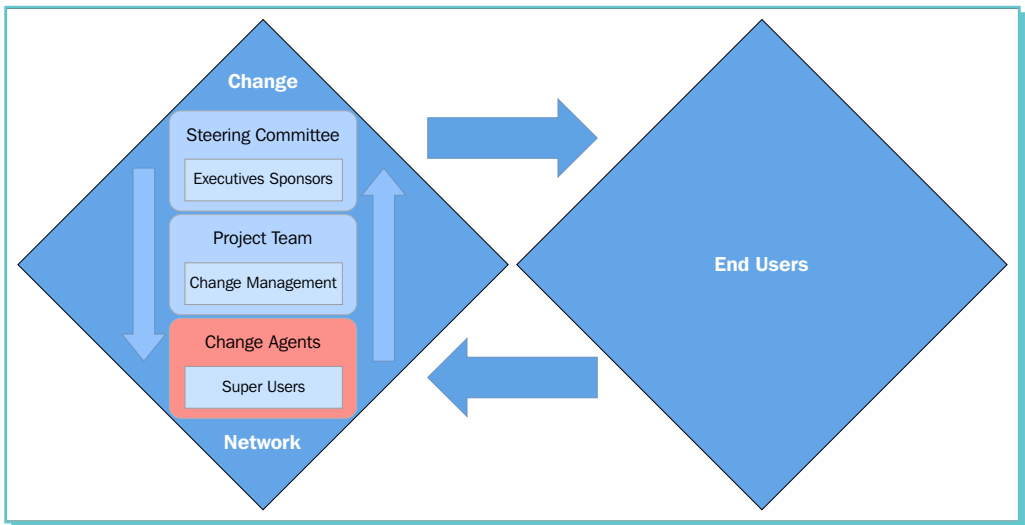 Change
Steering Committee
Executives Sponsors
Project Team
Change Management
Change Agents
Super Users
Network
End Users